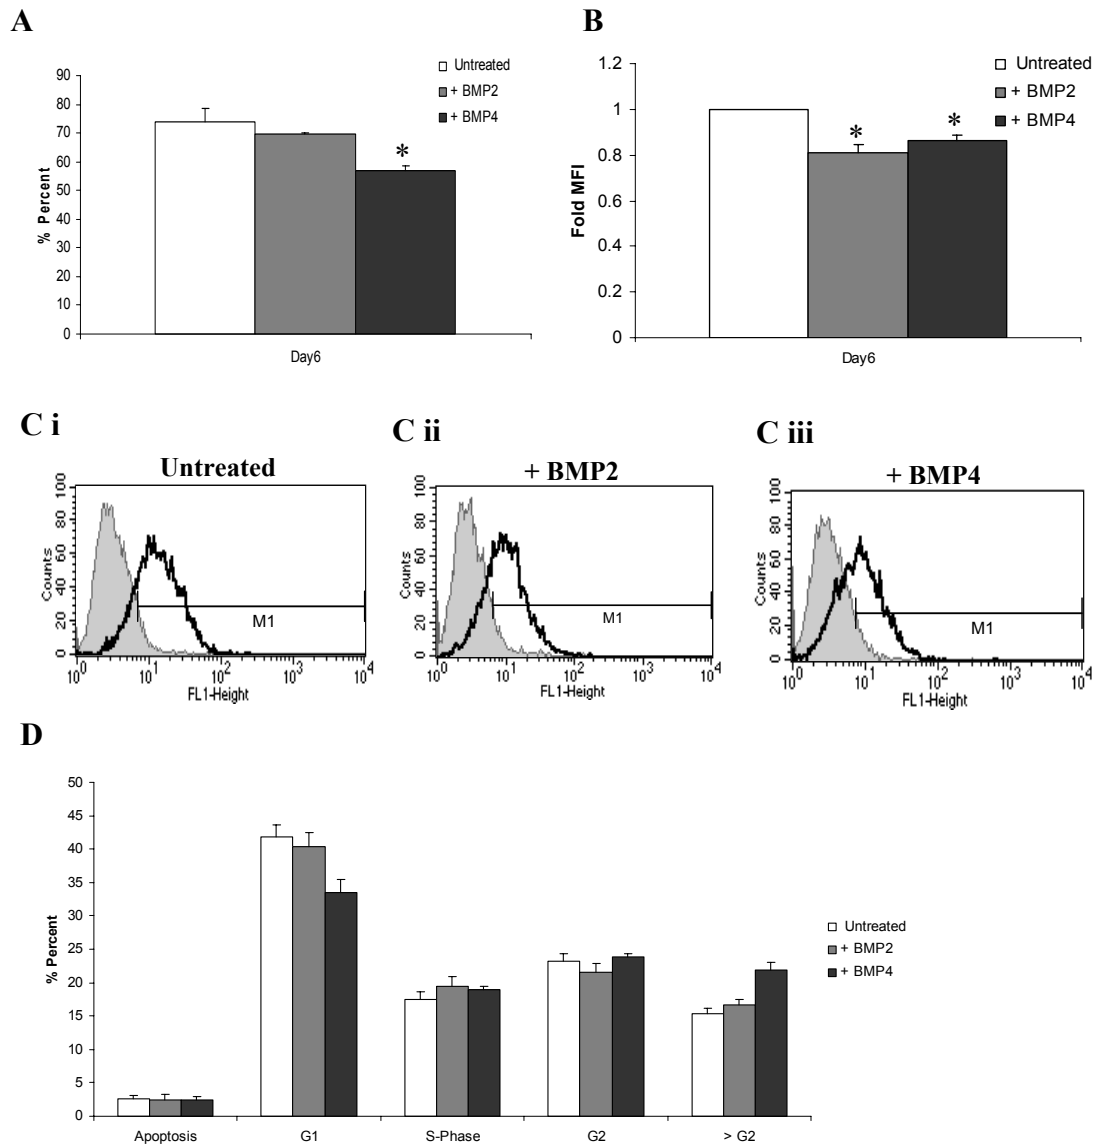 A
Untreated
+ BMP2
+ BMP4
90
80
70
60
50
40
30
20
10
0
% Percent
*
Day6
B
Untreated
+ BMP2
+ BMP4
1.2
1
0.8
0.6
0.4
0.2
0
Fold MFI
* *
Day6
C i
Untreated
100
80
60
40
20
0
Counts
M1
10^0 10^1 10^2 10^3 10^4
FL1-Height
C ii
+ BMP2
100
80
60
40
20
0
Counts
M1
10^0 10^1 10^2 10^3 10^4
FL1-Height
C iii
+ BMP4
100
80
60
40
20
0
Counts
M1
10^0 10^1 10^2 10^3 10^4
FL1-Height
D
50
45
40
35
30
25
20
15
10
5
0
% Percent
Apoptosis G1 S-Phase G2 > G2
Untreated
+ BMP2
+ BMP4